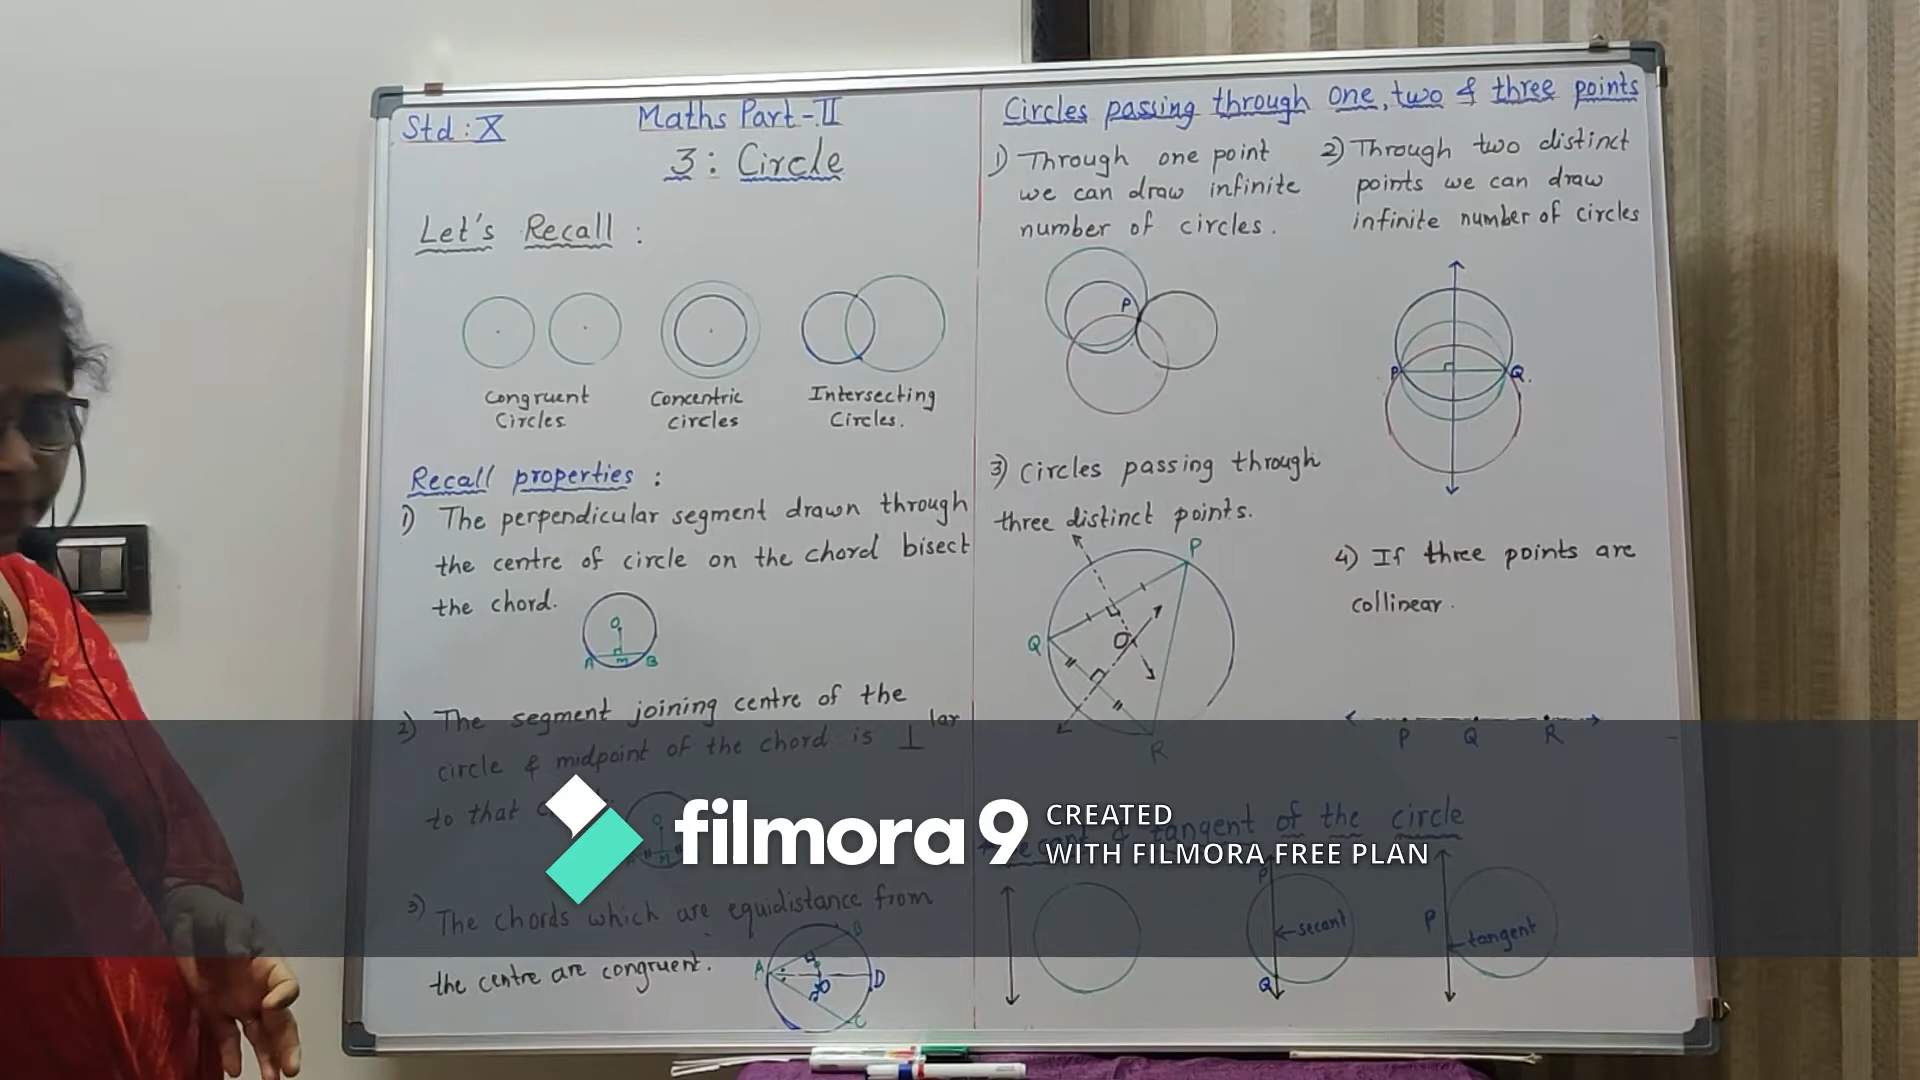 Std : X
Maths Part-II
3 : Circle
Let's Recall :
Congruent
Circles
Concentric
circles
Intersecting
Circles.
Recall properties :
1) The perpendicular segment drawn through
the centre of circle on the chord bisect
the chord.
O
A M B
2) The segment joining centre of the
circle & midpoint of the chord is ⊥lar
to that
O
3) The chords which are equidistance from
the centre are congruent.
B
A O D
C
Circles passing through one, two & three points
1) Through one point
we can draw infinite
number of circles.
P
2) Through two distinct
points we can draw
infinite number of circles
P Q.
3) Circles passing through
three distinct points.
P
Q O
R
4) If three points are
collinear.
P Q R
tangent of the circle
P
secant
Q
P
tangent
filmora9
CREATED
WITH FILMORA FREE PLAN